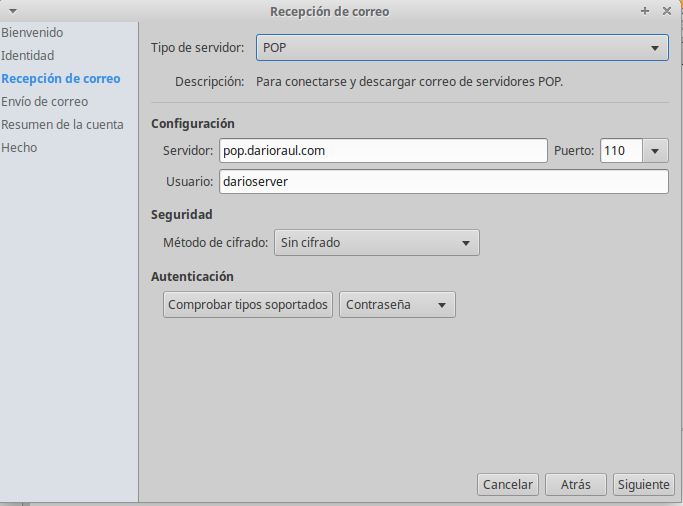 Recepción de correo
Bienvenido
Identidad
Recepción de correo
Envío de correo
Resumen de la cuenta
Hecho
Tipo de servidor: POP
Descripción: Para conectarse y descargar correo de servidores POP.
Configuración
Servidor: pop.darioraul.com Puerto: 110
Usuario: darioserver
Seguridad
Método de cifrado: Sin cifrado
Autenticación
Comprobar tipos soportados Contraseña
Cancelar Atrás Siguiente